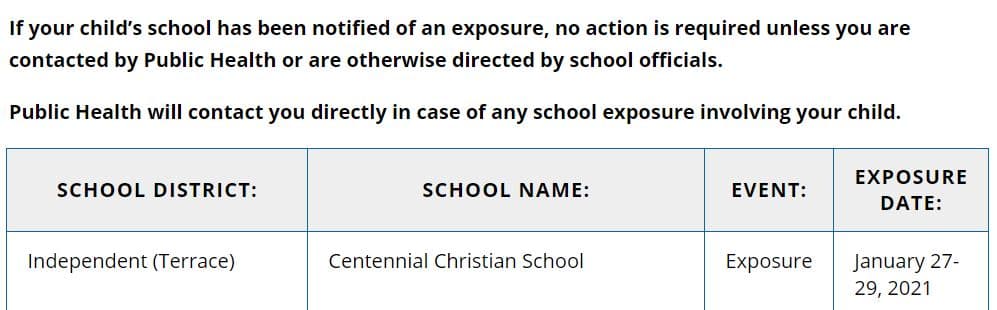 If your child’s school has been notified of an exposure, no action is required unless you are
contacted by Public Health or are otherwise directed by school officials.
Public Health will contact you directly in case of any school exposure involving your child.
SCHOOL DISTRICT:
SCHOOL NAME:
EVENT:
EXPOSURE
DATE:
Independent (Terrace)
Centennial Christian School
Exposure
January 27-
29, 2021